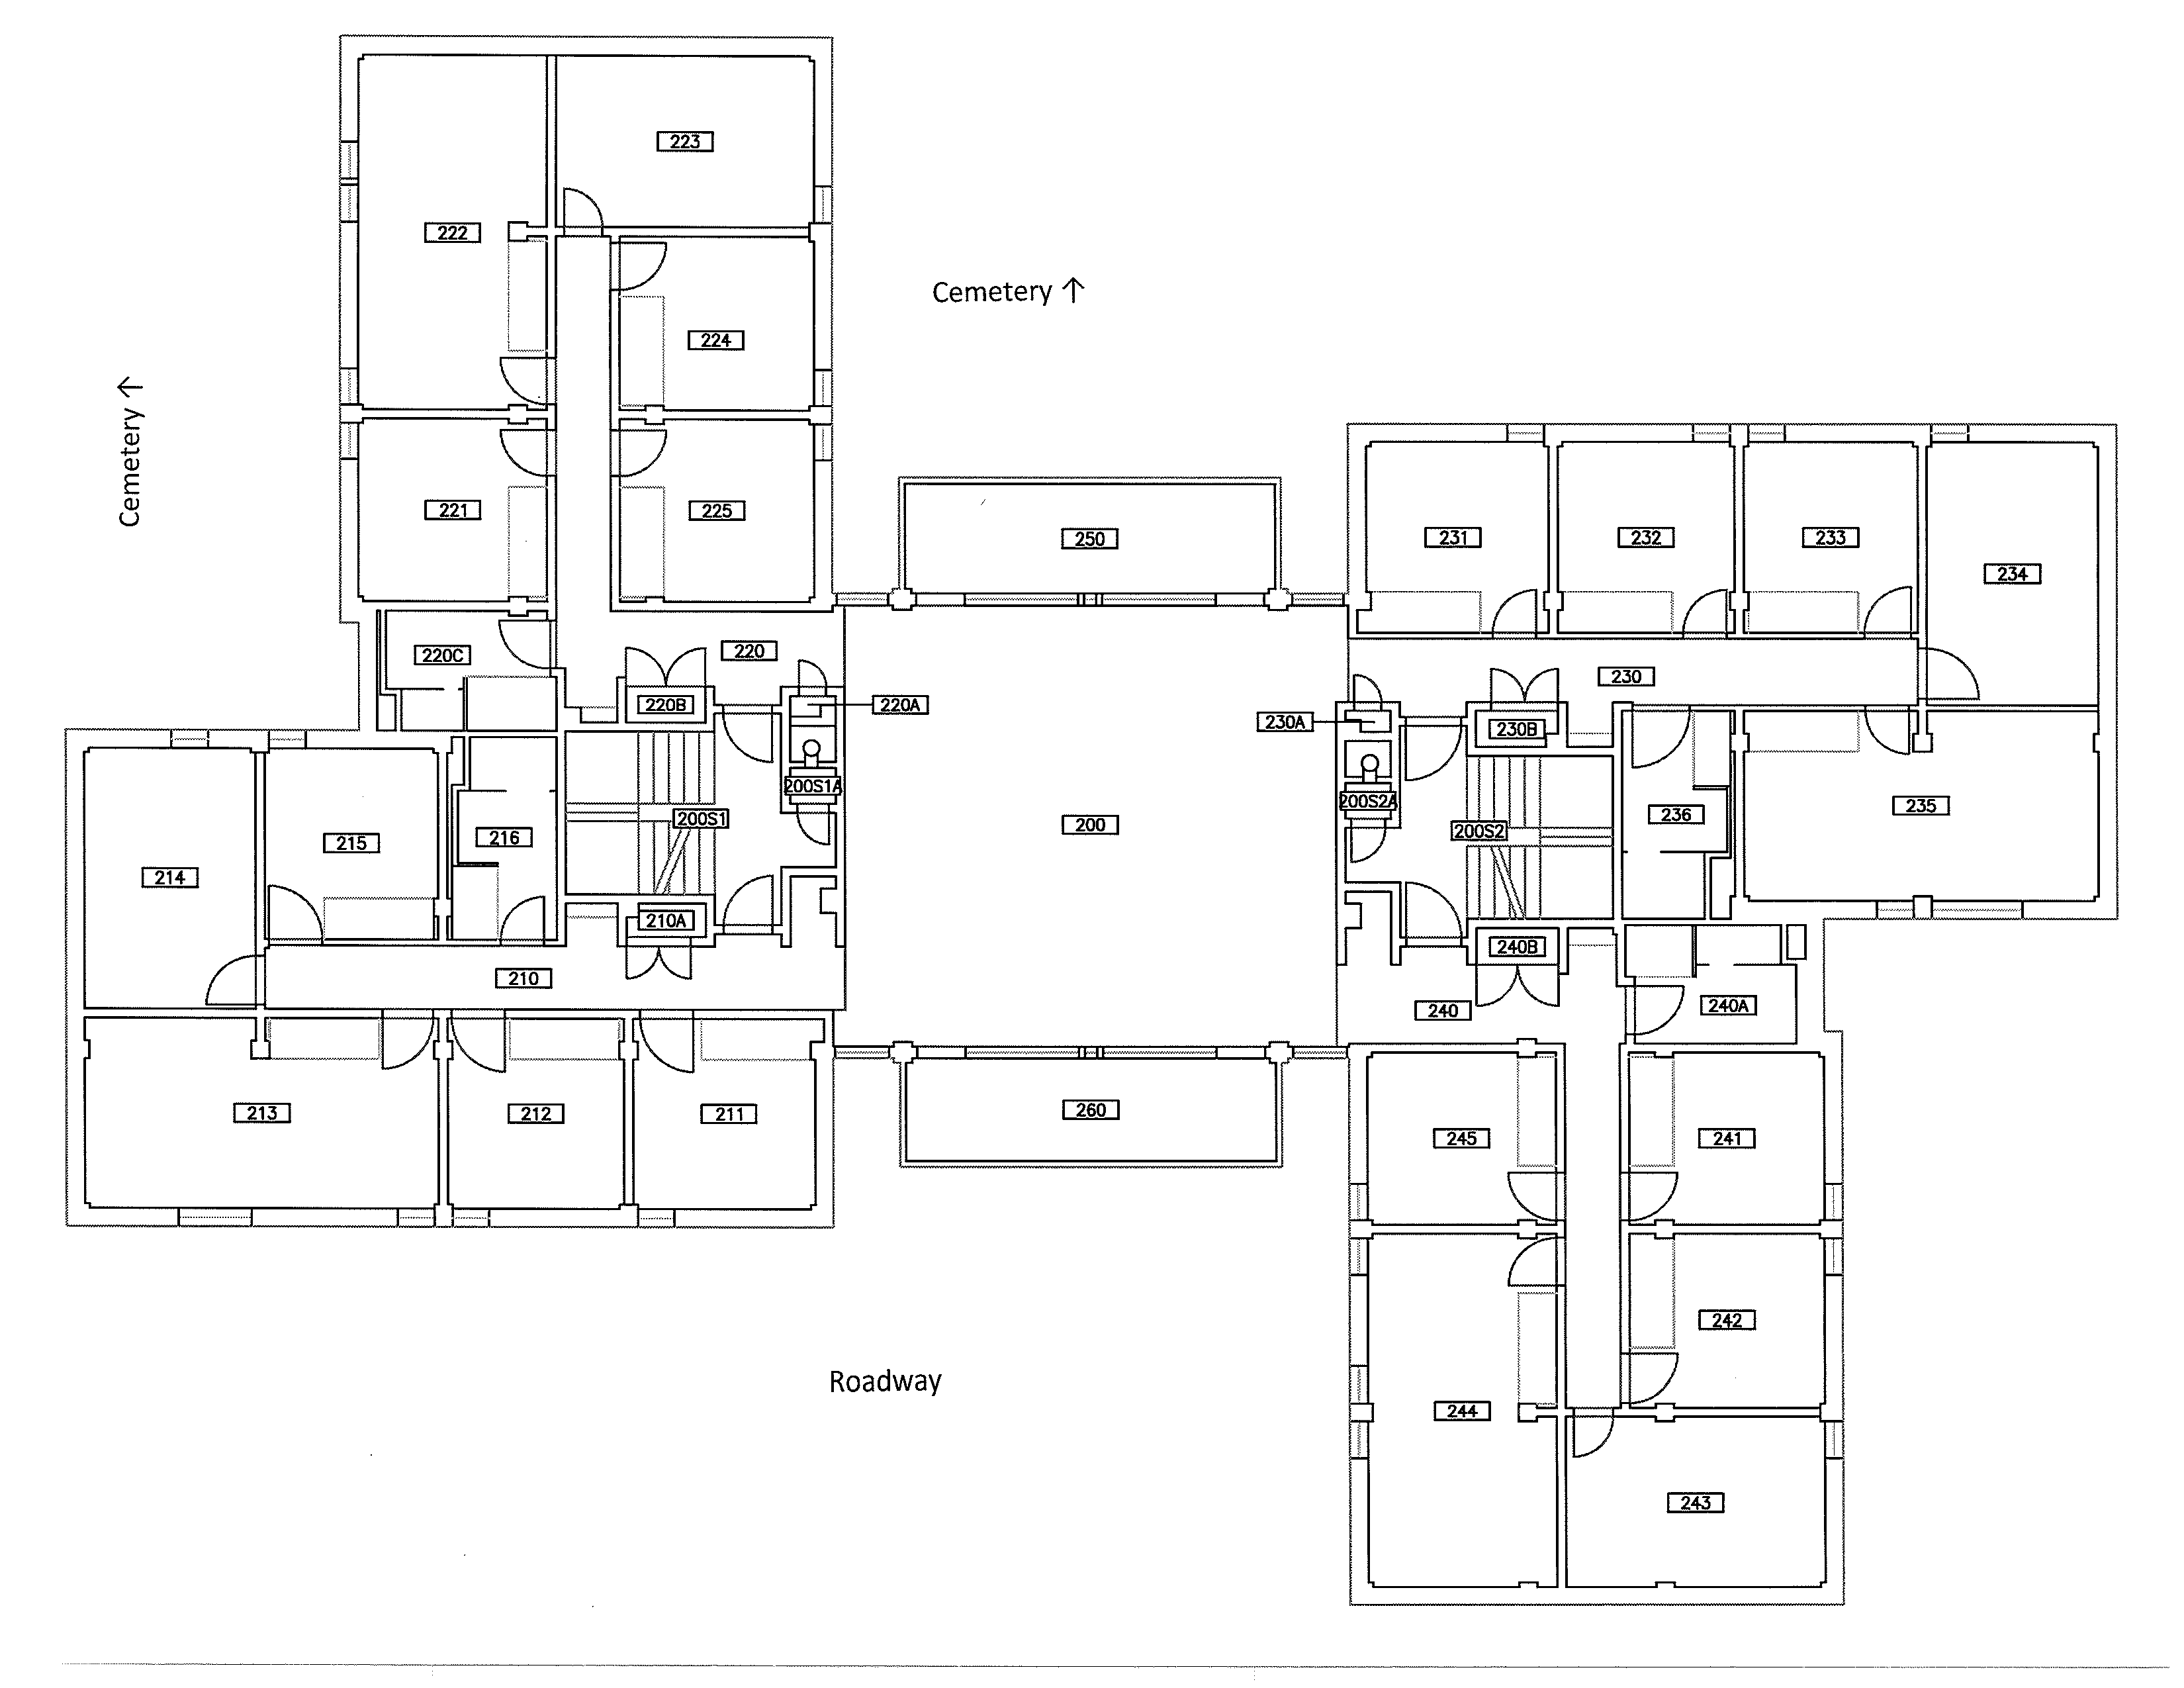 223
222
Cemetery ↑
224
Cemetery ↑
221
225
250
231
232
233
234
220
220C
230
220B
220A
230A
230B
200S1A
200S2A
200S1
200
200S2
236
235
215
216
214
210A
240B
210
240
240A
213
212
211
260
245
241
242
Roadway
244
243